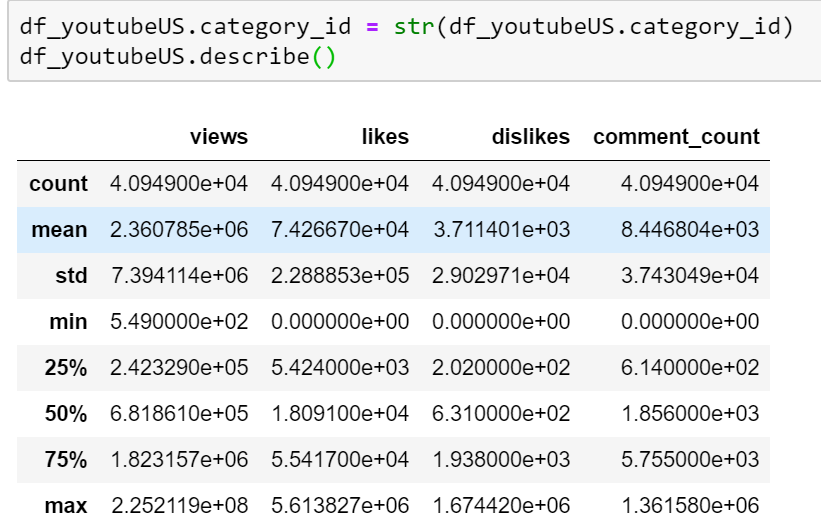 df_youtubeUS.category_id = str(df_youtubeUS.category_id)
df_youtubeUS.describe()
views likes dislikes comment_count
count 4.094900e+04 4.094900e+04 4.094900e+04 4.094900e+04
mean 2.360785e+06 7.426670e+04 3.711401e+03 8.446804e+03
std 7.394114e+06 2.288853e+05 2.902971e+04 3.743049e+04
min 5.490000e+02 0.000000e+00 0.000000e+00 0.000000e+00
25% 2.423290e+05 5.424000e+03 2.020000e+02 6.140000e+02
50% 6.818610e+05 1.809100e+04 6.310000e+02 1.856000e+03
75% 1.823157e+06 5.541700e+04 1.938000e+03 5.755000e+03
max 2.252119e+08 5.613827e+06 1.674420e+06 1.361580e+06